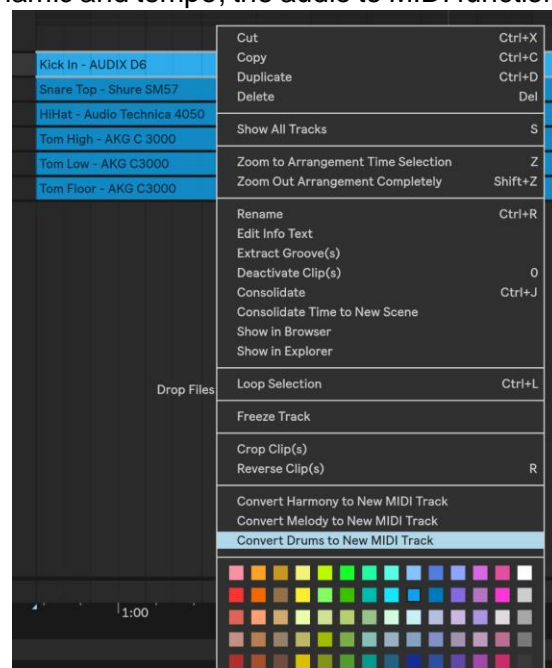 and tempo, the audio to MIDI function
Kick In - AUDIX D6
Snare Top - Shure SM57
HiHat - Audio Technica 4050
Tom High - AKG C 3000
Tom Low - AKG C3000
Tom Floor - AKG C3000
Drop Files
1:00
Cut Ctrl+X
Copy Ctrl+C
Duplicate Ctrl+D
Delete Del
Show All Tracks S
Zoom to Arrangement Time Selection Z
Zoom Out Arrangement Completely Shift+Z
Rename Ctrl+R
Edit Info Text
Extract Groove(s)
Deactivate Clip(s) 0
Consolidate Ctrl+J
Consolidate Time to New Scene
Show in Browser
Show in Explorer
Loop Selection Ctrl+L
Freeze Track
Crop Clip(s)
Reverse Clip(s) R
Convert Harmony to New MIDI Track
Convert Melody to New MIDI Track
Convert Drums to New MIDI Track